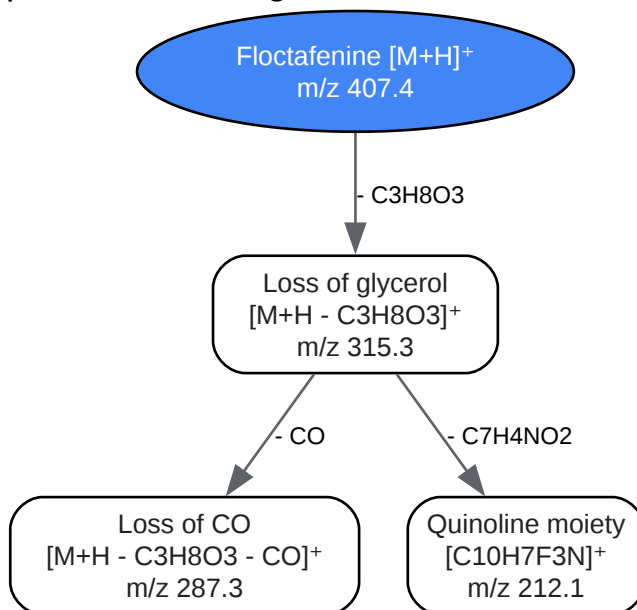 Floctafenine [M+H]⁺
m/z 407.4
- C3H8O3
Loss of glycerol
[M+H - C3H8O3]⁺
m/z 315.3
- CO
- C7H4NO2
Loss of CO
[M+H - C3H8O3 - CO]⁺
m/z 287.3
Quinoline moiety
[C10H7F3N]⁺
m/z 212.1